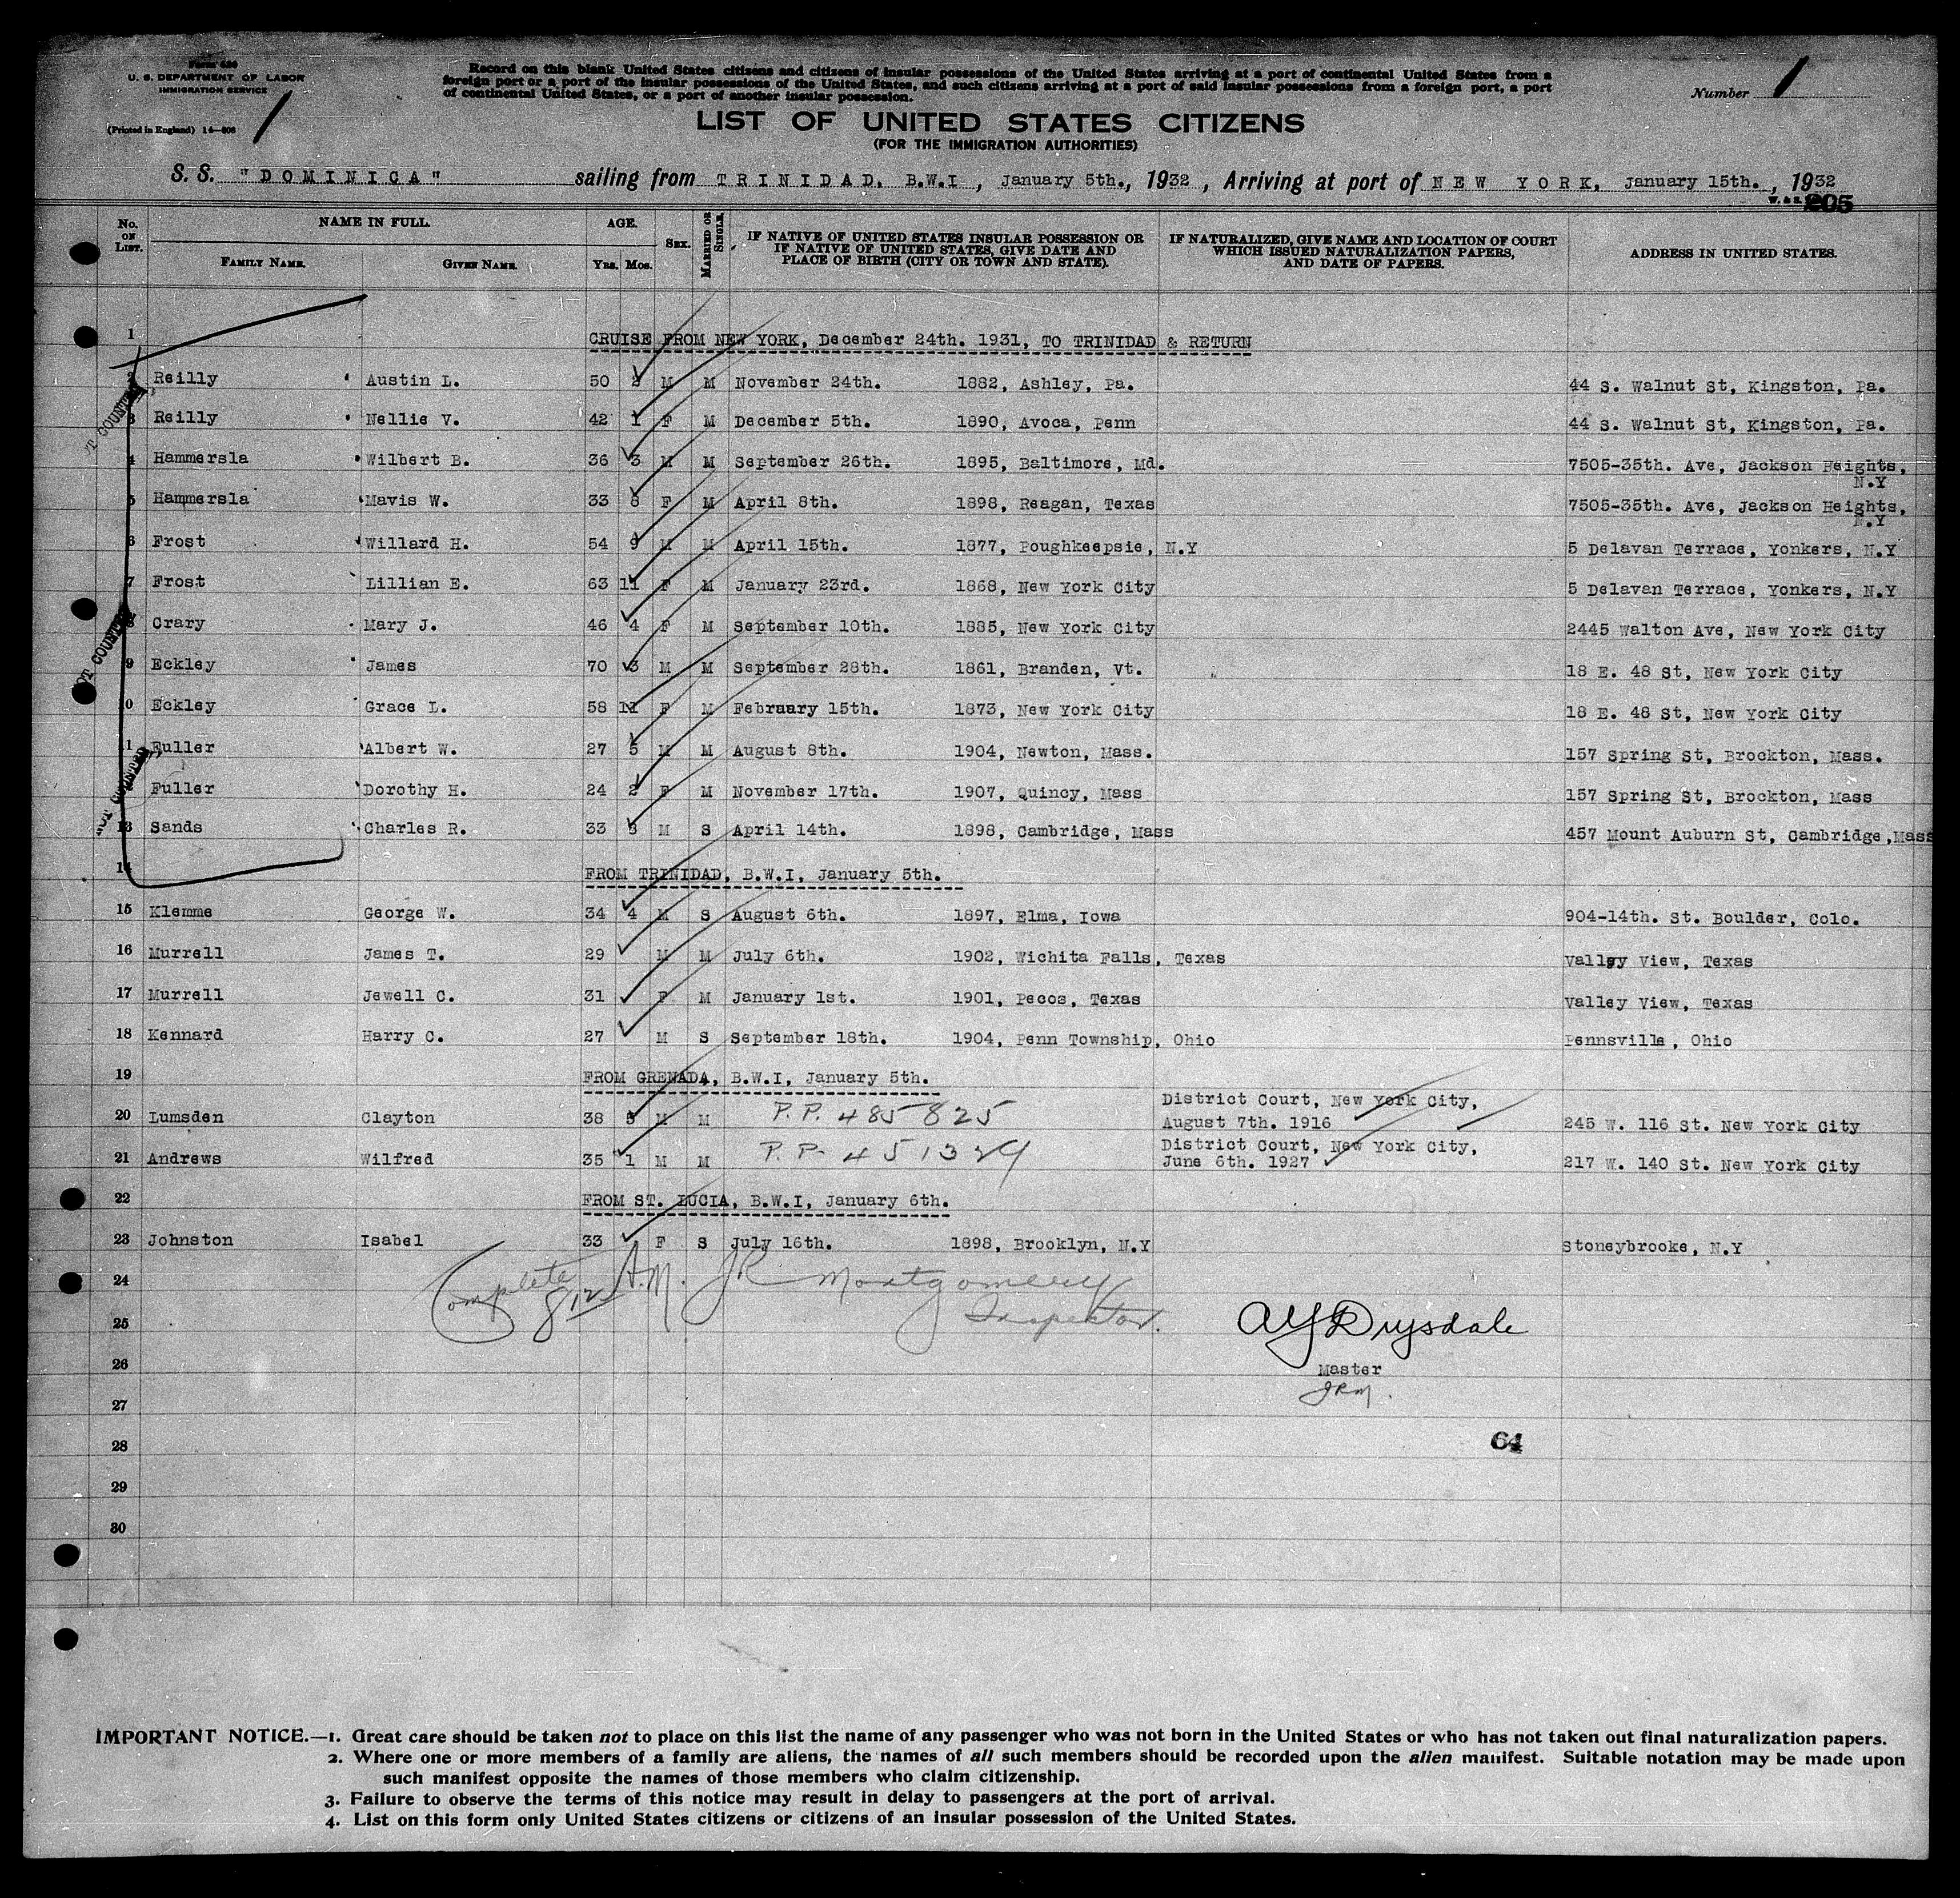 Form 630
U. S. DEPARTMENT OF LABOR
IMMIGRATION SERVICE
(Printed in England) 14—808
1
Record on this blank United States citizens and citizens of insular possessions of the United States arriving at a port of continental United States from a
foreign port or a port of the insular possessions of the United States, and such citizens arriving at a port of said insular possessions from a foreign port, a port
of continental United States, or a port of another insular possession.
Number 1
LIST OF UNITED STATES CITIZENS
(FOR THE IMMIGRATION AUTHORITIES)
S. S. "DOMINICA" sailing from TRINIDAD, B.W.I, January 5th., 1932, Arriving at port of NEW YORK, January 15th., 1932
205
No. ON LIST. NAME IN FULL. AGE. SEX. MARRIED OR SINGLE. IF NATIVE OF UNITED STATES INSULAR POSSESSION OR IF NATIVE OF UNITED STATES, GIVE DATE AND PLACE OF BIRTH (CITY OR TOWN AND STATE). IF NATURALIZED, GIVE NAME AND LOCATION OF COURT WHICH ISSUED NATURALIZATION PAPERS, AND DATE OF PAPERS. ADDRESS IN UNITED STATES.
FAMILY NAME. GIVEN NAME. YRS. MOS.
1 CRUISE FROM NEW YORK, December 24th. 1931, TO TRINIDAD & RETURN
2 Reilly Austin L. 50 2 M M November 24th. 1882, Ashley, Pa. 44 S. Walnut St, Kingston, Pa.
3 Reilly Nellie V. 42 1 F M December 5th. 1890, Avoca, Penn 44 S. Walnut St, Kingston, Pa.
4 Hammersla Wilbert B. 36 3 M M September 26th. 1895, Baltimore, Md. 7505-35th. Ave, Jackson Heights, N.Y
5 Hammersla Mavis W. 33 8 F M April 8th. 1898, Reagan, Texas 7505-35th. Ave, Jackson Heights, N.Y
6 Frost Willard H. 54 9 M M April 15th. 1877, Poughkeepsie, N.Y 5 Delavan Terrace, Yonkers, N.Y
7 Frost Lillian E. 63 11 F M January 23rd. 1868, New York City 5 Delavan Terrace, Yonkers, N.Y
8 Crary Mary J. 46 4 F M September 10th. 1885, New York City 2445 Walton Ave, New York City
9 Eckley James 70 3 M M September 28th. 1861, Branden, Vt. 18 E. 48 St, New York City
10 Eckley Grace L. 58 11 F M February 15th. 1873, New York City 18 E. 48 St, New York City
11 Fuller Albert W. 27 5 M M August 8th. 1904, Newton, Mass. 157 Spring St, Brockton, Mass.
Fuller Dorothy H. 24 2 F M November 17th. 1907, Quincy, Mass 157 Spring St, Brockton, Mass
13 Sands Charles R. 33 M S April 14th. 1898, Cambridge, Mass 457 Mount Auburn St, Cambridge, Mass
14 FROM TRINIDAD, B.W.I, January 5th.
15 Klemme George W. 34 4 M S August 6th. 1897, Elma, Iowa 904-14th. St. Boulder, Colo.
16 Murrell James T. 29 M M July 6th. 1902, Wichita Falls, Texas Valley View, Texas
17 Murrell Jewell C. 31 F M January 1st. 1901, Pecos, Texas Valley View, Texas
18 Kennard Harry C. 27 M S September 18th. 1904, Penn Township, Ohio Pennsville, Ohio
19 FROM GRENADA, B.W.I, January 5th.
20 Lumsden Clayton 38 5 M M P.P. 485825 District Court, New York City, August 7th. 1916 245 W. 116 St. New York City
21 Andrews Wilfred 35 1 M M P.P. 451329 District Court, New York City, June 6th. 1927 217 W. 140 St. New York City
22 FROM ST. LUCIA, B.W.I, January 6th.
23 Johnston Isabel 33 F S July 16th. 1898, Brooklyn, N.Y Stoneybrooke, N.Y
24 Complete 8 12 A.M. JR Montgomery
25 Inspector. AY Drysdale
26 Master
27 JRM.
28 64
29
30
NOT COUNTED
NOT COUNTED
NOT COUNTED
IMPORTANT NOTICE.—1. Great care should be taken not to place on this list the name of any passenger who was not born in the United States or who has not taken out final naturalization papers.
2. Where one or more members of a family are aliens, the names of all such members should be recorded upon the alien manifest. Suitable notation may be made upon
such manifest opposite the names of those members who claim citizenship.
3. Failure to observe the terms of this notice may result in delay to passengers at the port of arrival.
4. List on this form only United States citizens or citizens of an insular possession of the United States.